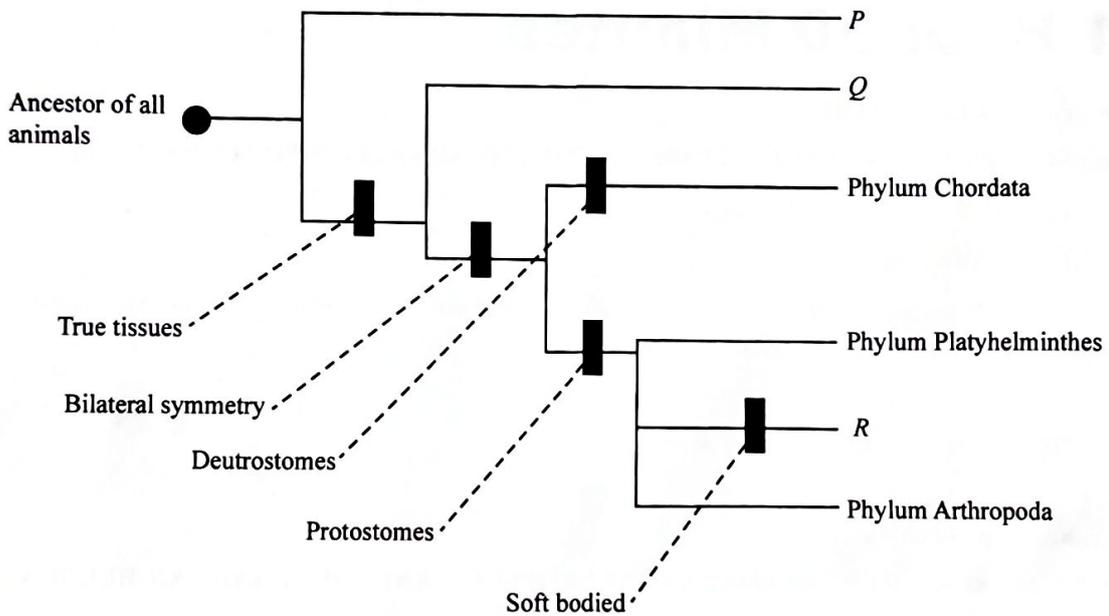 P
Q
Ancestor of all
animals
Phylum Chordata
True tissues
Phylum Platyhelminthes
Bilateral symmetry
R
Deutrostomes
Phylum Arthropoda
Protostomes
Soft bodied